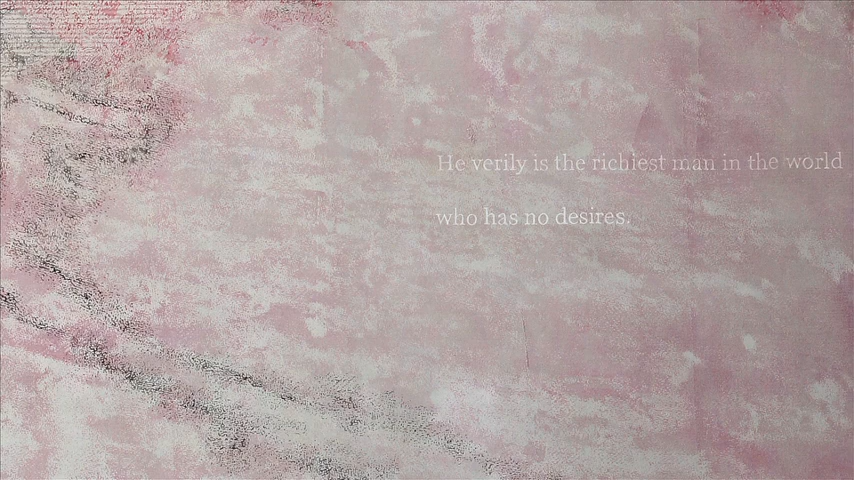 He verily is the richiest man in the world
who has no desires.